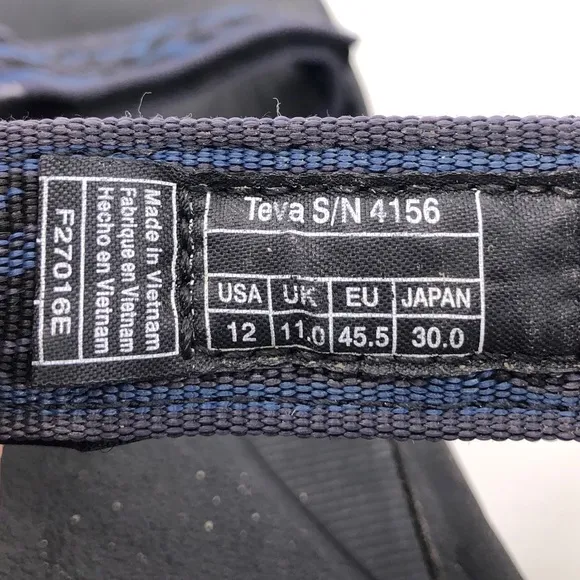 Made in Vietnam
Fabrique en Vietnam
Hecho en Vietnam
F27016E
Teva S/N 4156
USA UK EU JAPAN
12 11.0 45.5 30.0